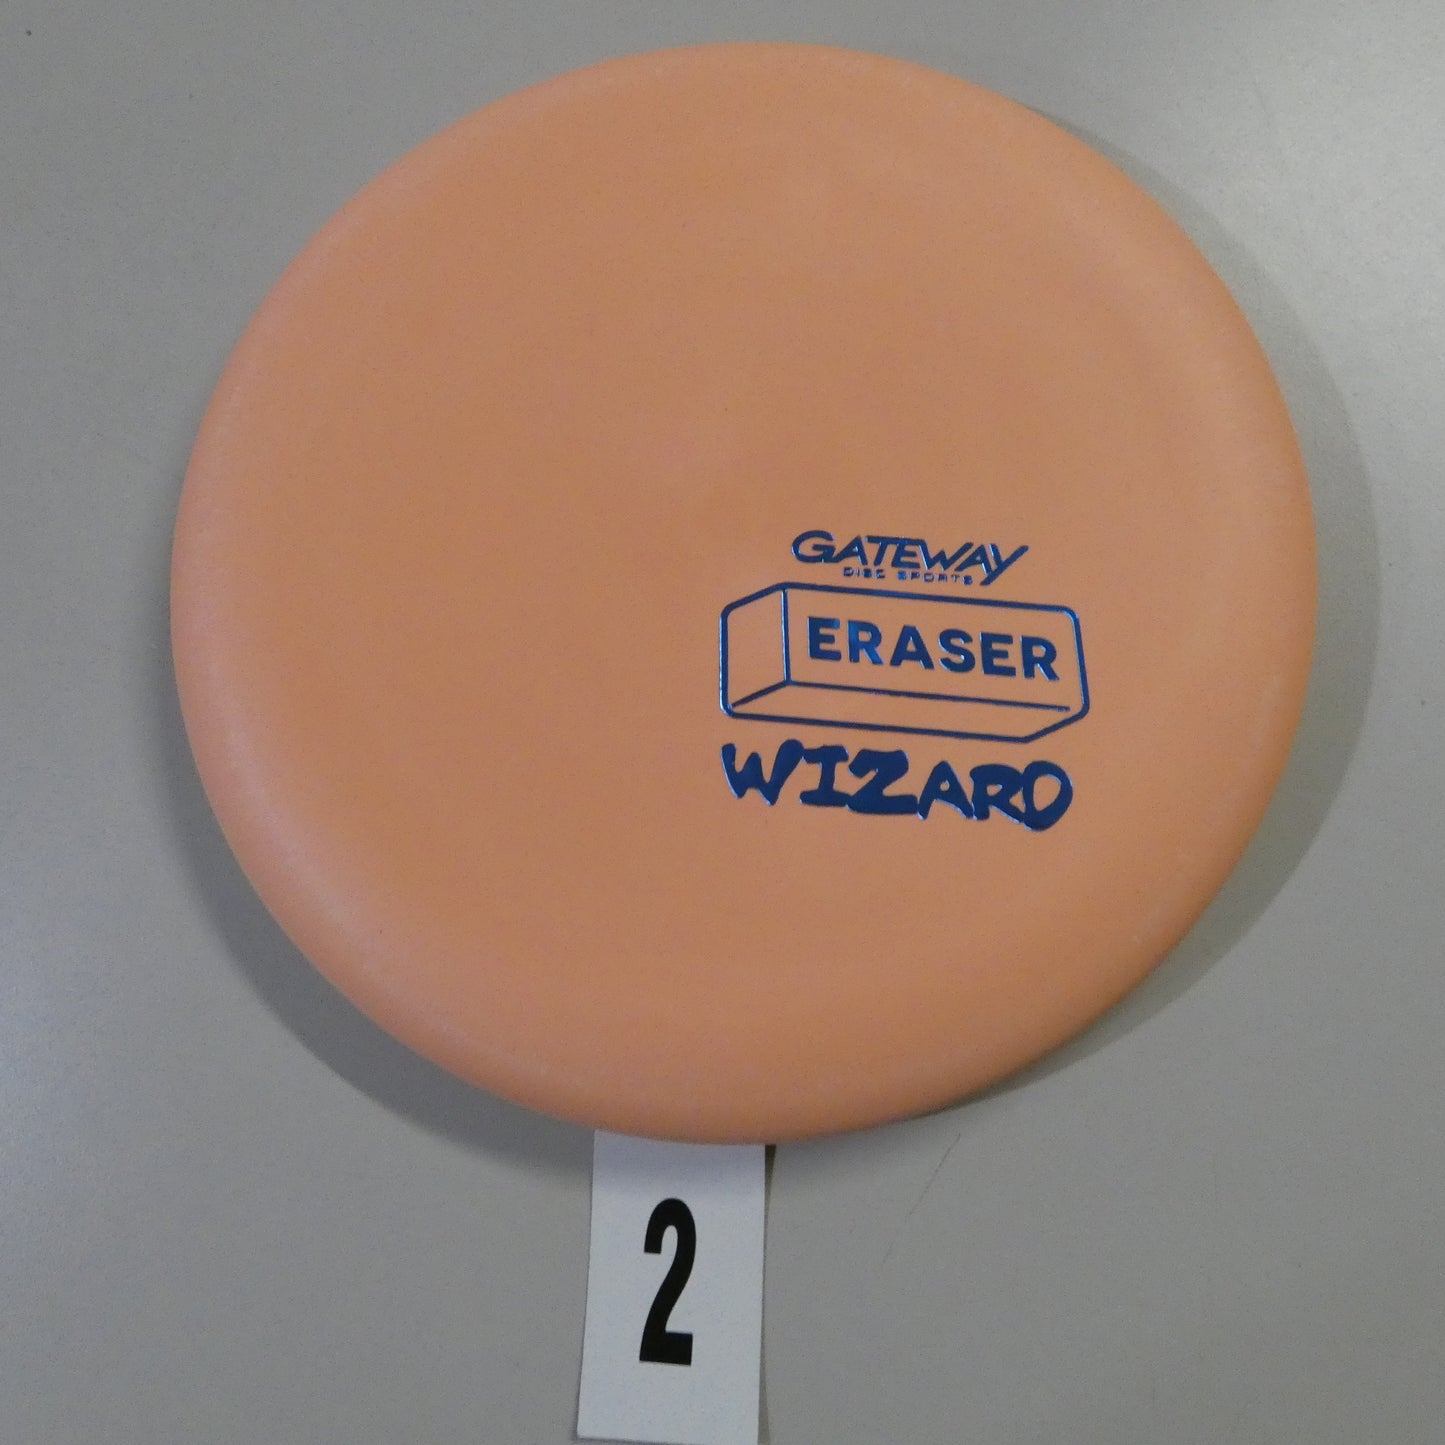 GATEWAY
DISC SPORTS
ERASER
WIZARD
2